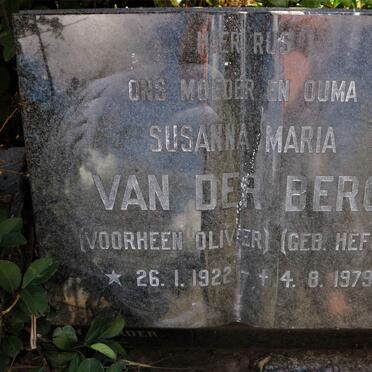 HIER RUS
ONS MOEDER EN OUMA
SUSANNA MARIA
VAN DER BERG
(VOORHEEN OLIVIER) (GEB. HEF
★ 26.1.1922 ✝ 4.8.1979